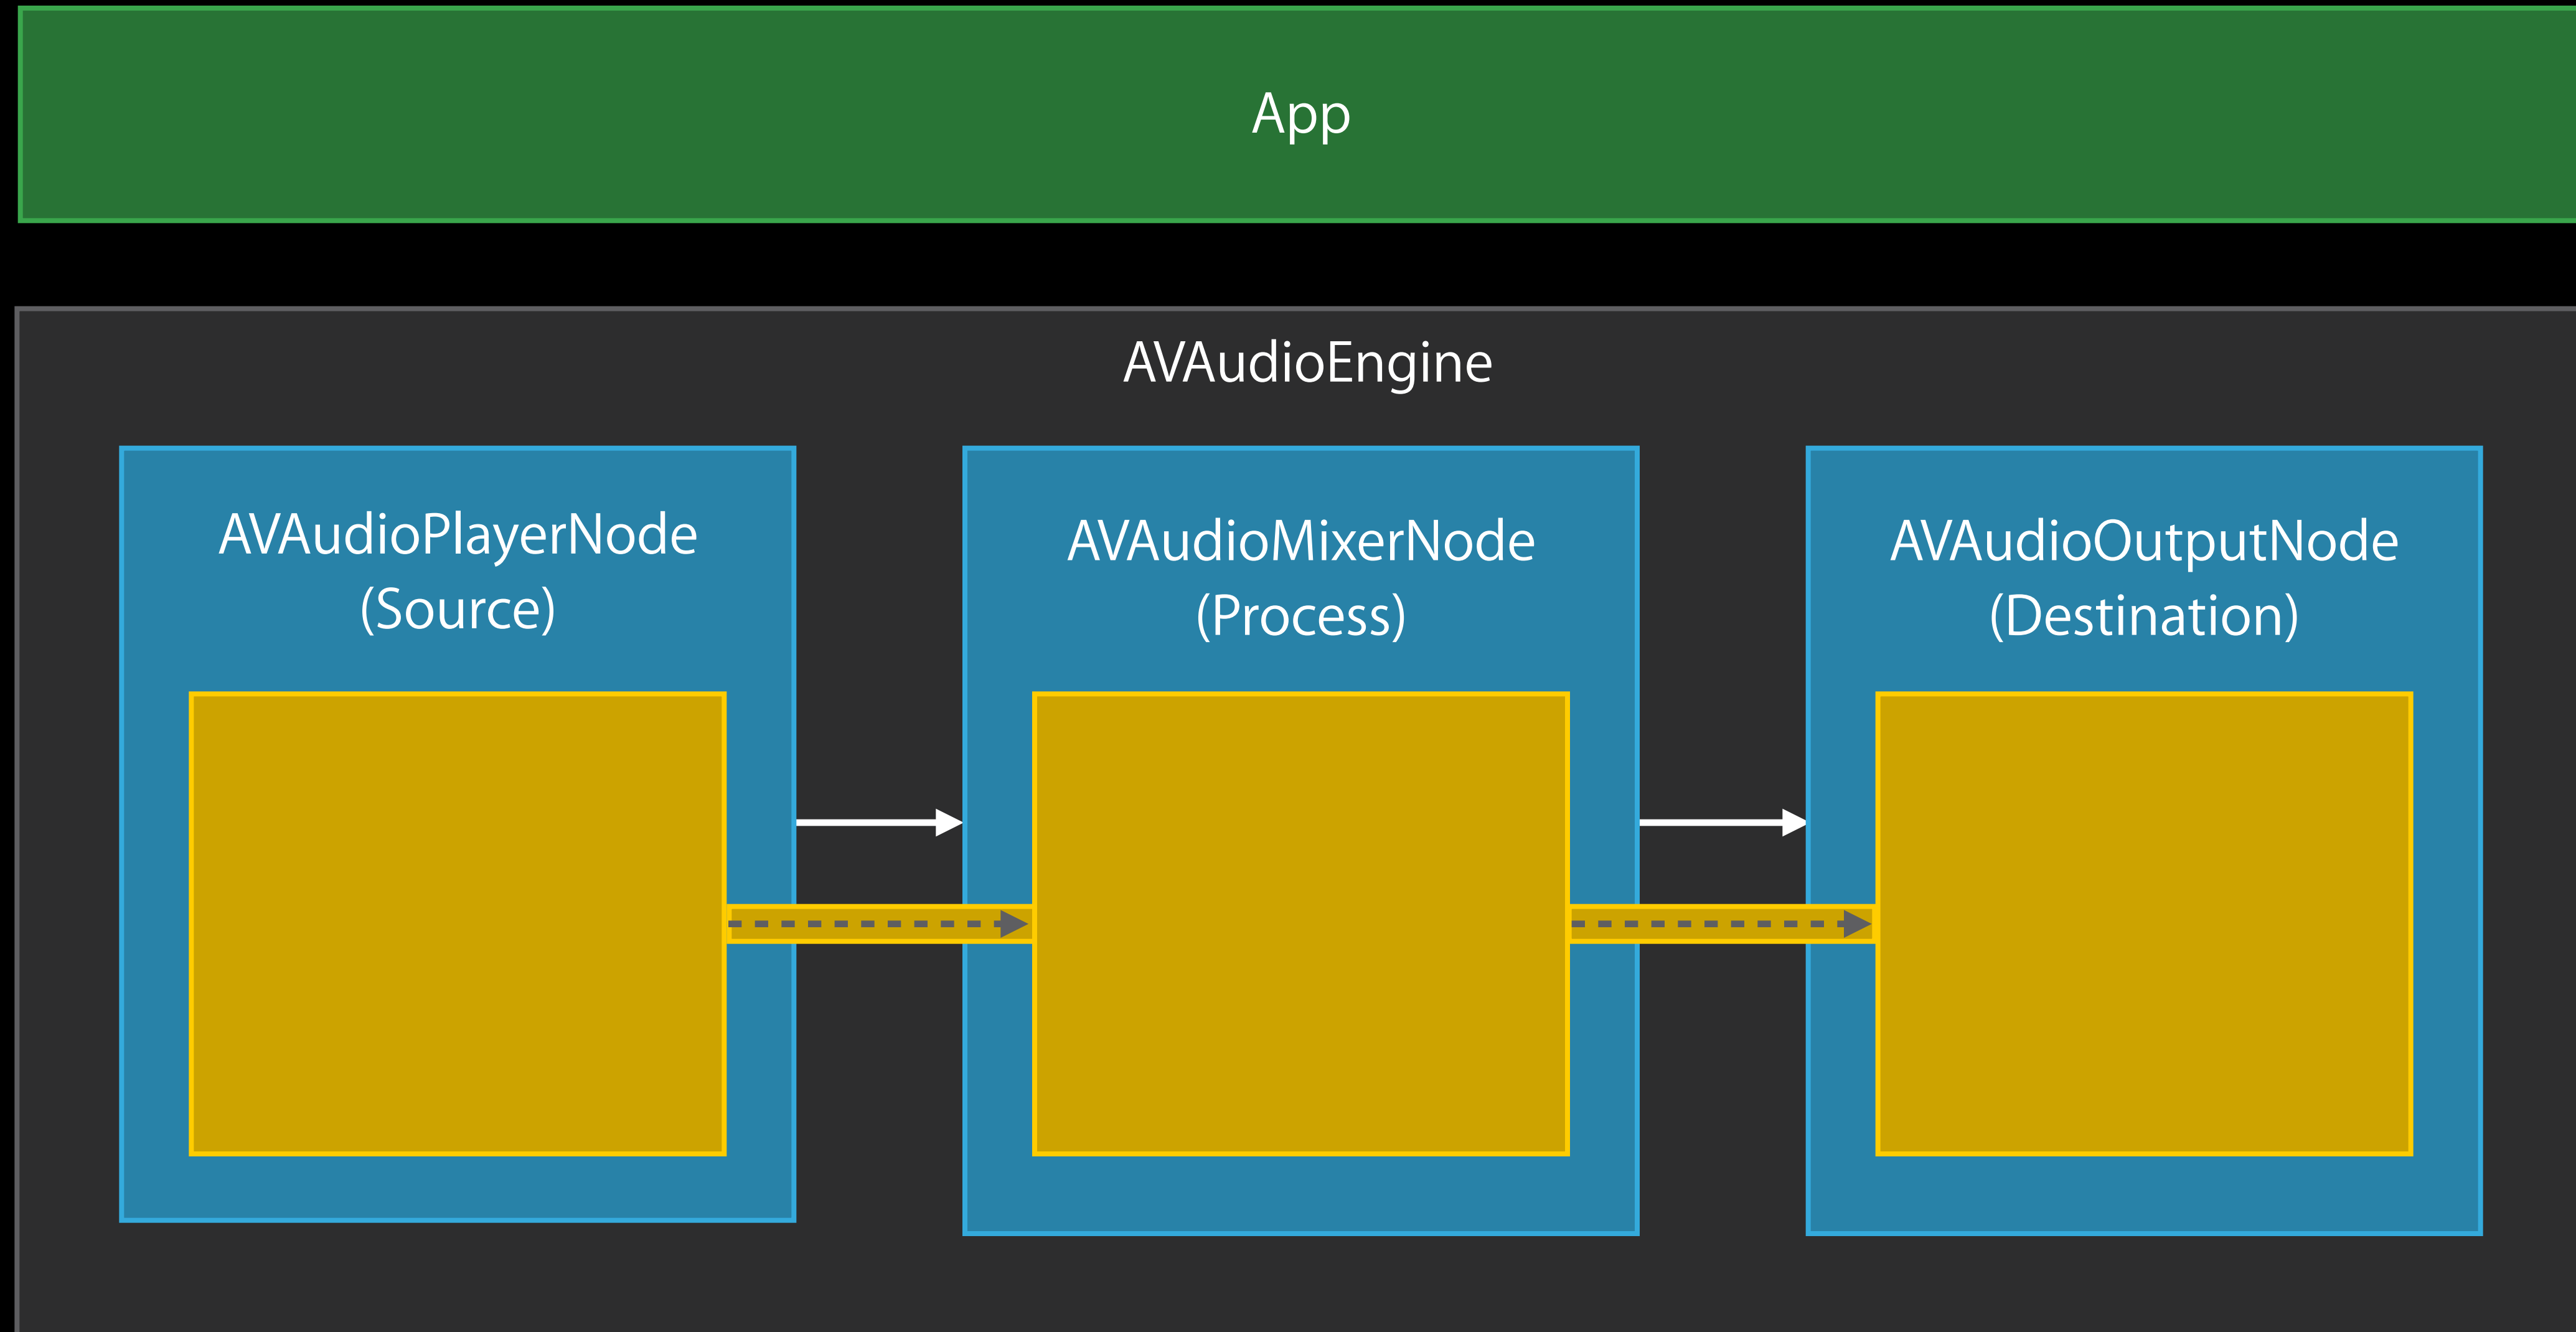 App
AVAudioEngine
AVAudioPlayerNode
(Source)
AVAudioMixerNode
(Process)
AVAudioOutputNode
(Destination)